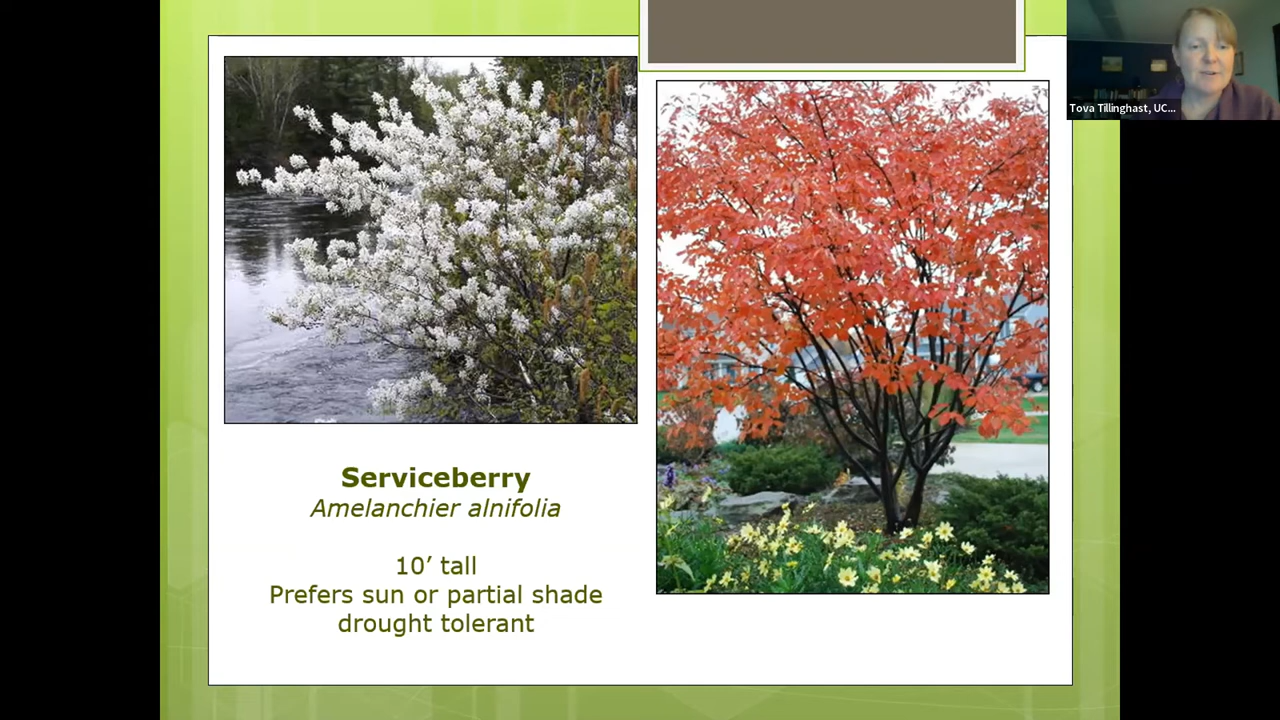 Tova Tillinghast, UC...
Serviceberry
Amelanchier alnifolia
10’ tall
Prefers sun or partial shade
drought tolerant